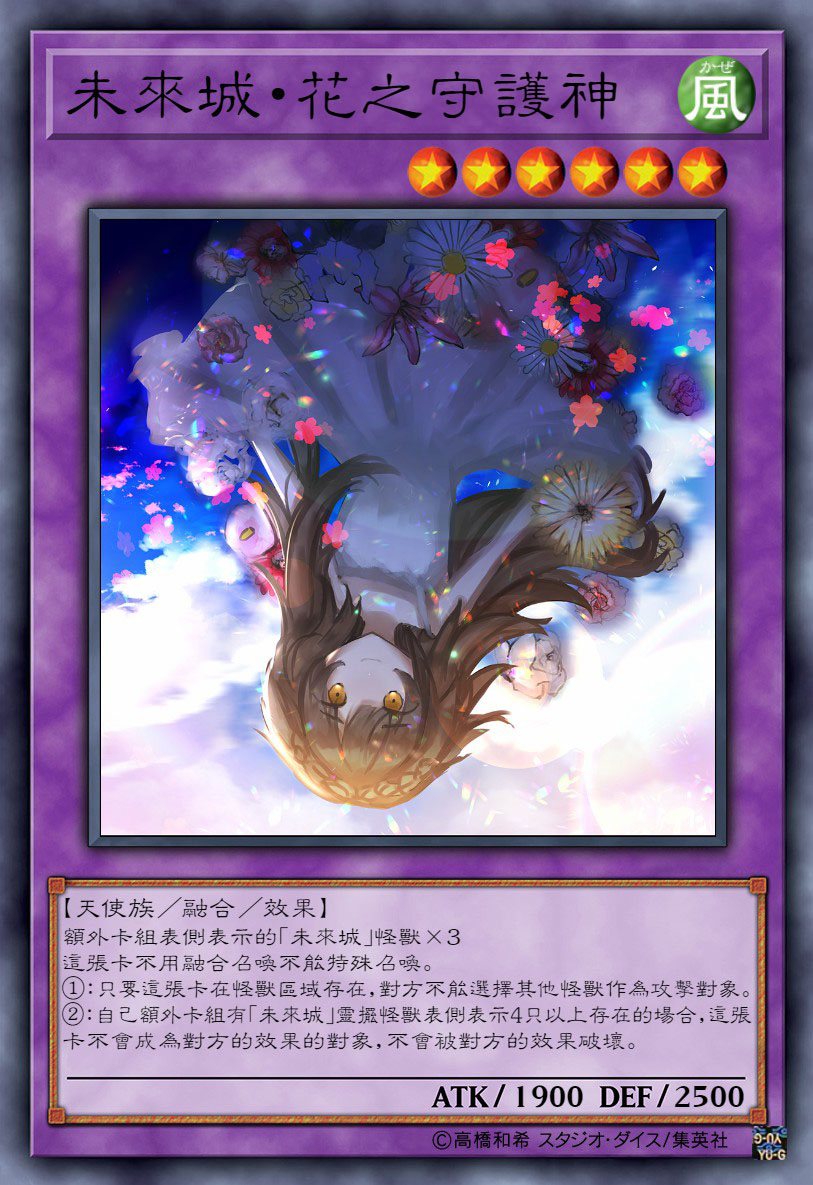 未來城・花之守護神
かぜ
風
【天使族／融合／效果】
額外卡組表側表示的「未來城」怪獸×3
這張卡不用融合召喚不能特殊召喚。
①：只要這張卡在怪獸區域存在，對方不能選擇其他怪獸作為攻擊對象。
②：自己額外卡組有「未來城」靈擺怪獸表側表示4只以上存在的場合，這張
卡不會成為對方的效果的對象，不會被對方的效果破壞。
ATK/1900 DEF/2500
©高橋和希 スタジオ・ダイス/集英社
YU-G
YU-G